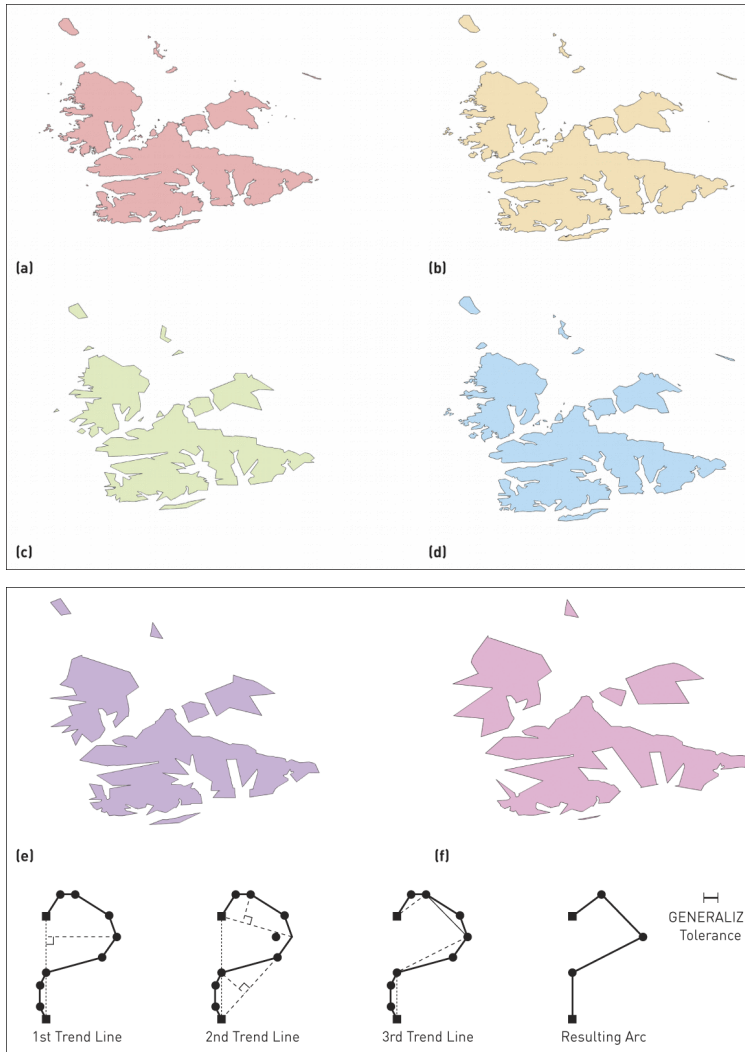 (a)
(b)
(c)
(d)
(e)
(f)
GENERALIZ
Tolerance
1st Trend Line
2nd Trend Line
3rd Trend Line
Resulting Arc